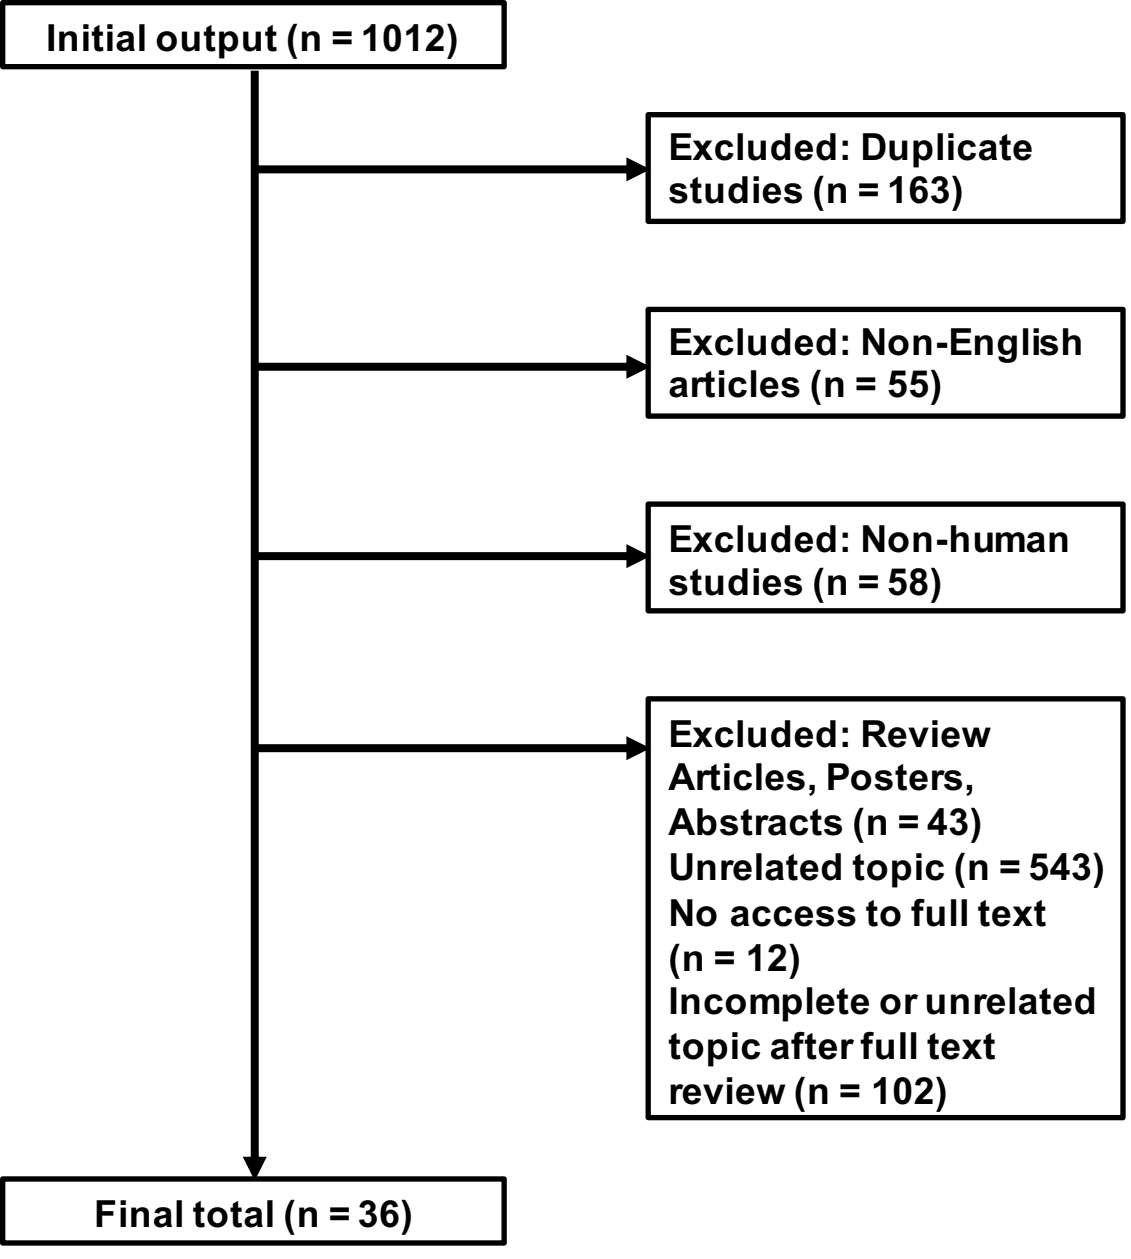 Initial output (n = 1012)
Excluded: Duplicate
studies (n = 163)
Excluded: Non-English
articles (n = 55)
Excluded: Non-human
studies (n = 58)
Excluded: Review
Articles, Posters,
Abstracts (n = 43)
Unrelated topic (n = 543)
No access to full text
(n = 12)
Incomplete or unrelated
topic after full text
review (n = 102)
Final total (n = 36)